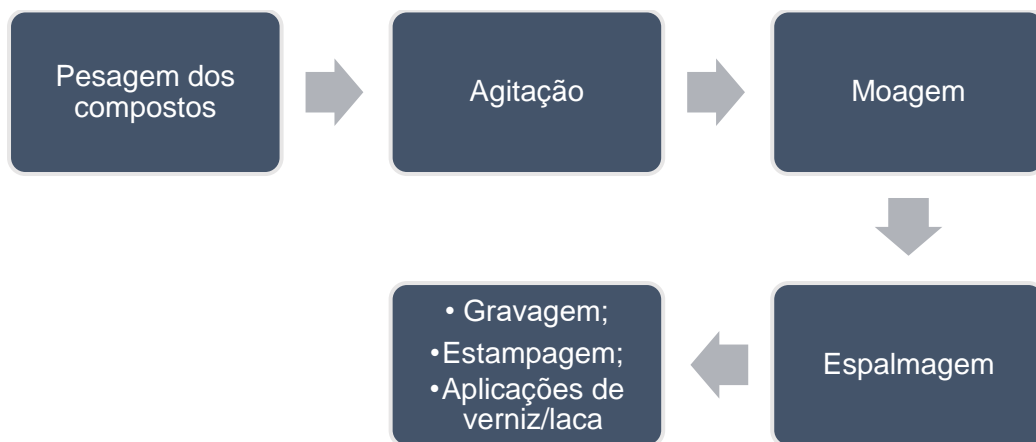 Pesagem dos
compostos
Agitação
Moagem
• Gravagem;
•Estampagem;
•Aplicações de
verniz/laca
Espalmagem